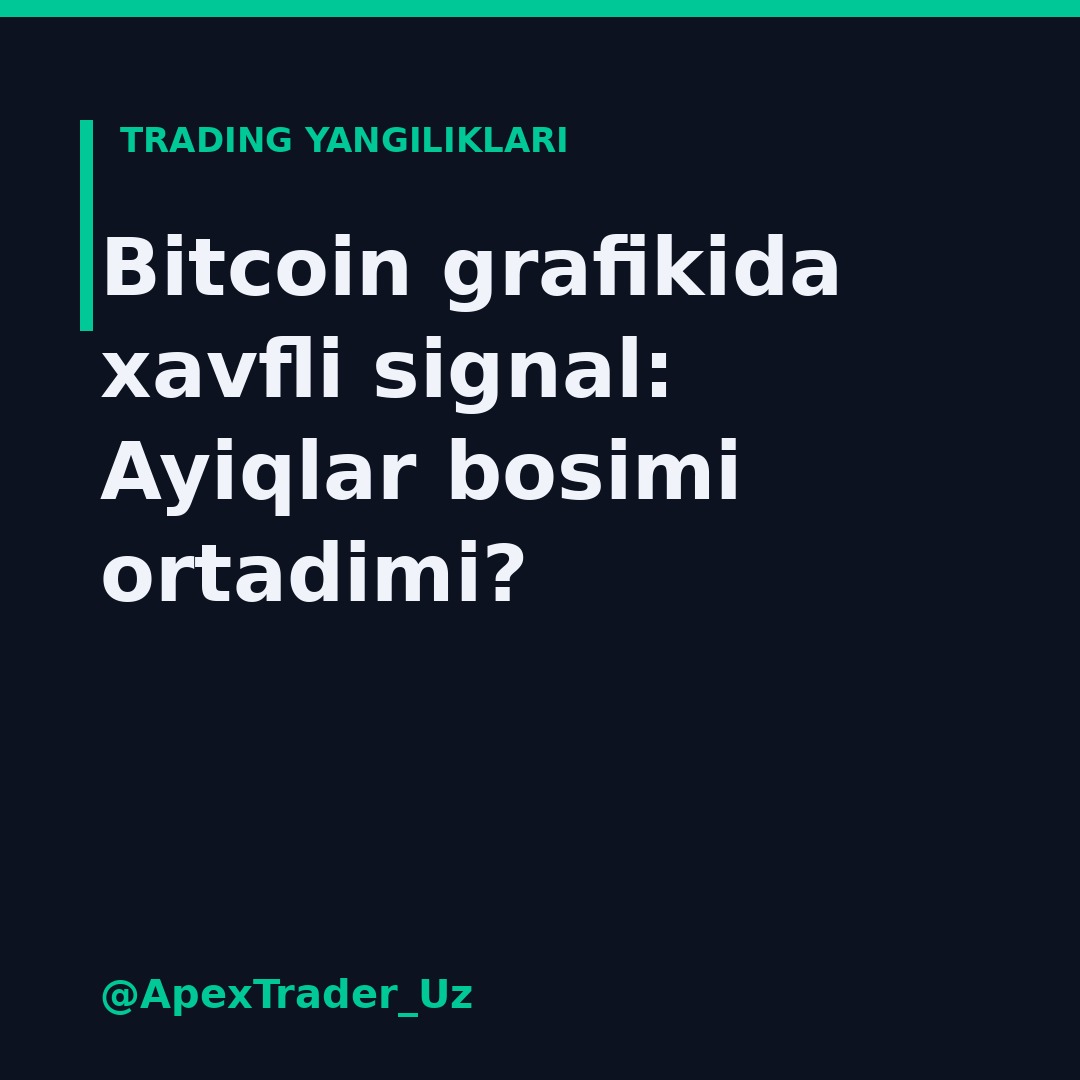 TRADING YANGILIKLARI
Bitcoin grafikida
xavfli signal:
Ayiqlar bosimi
ortadimi?
@ApexTrader_Uz